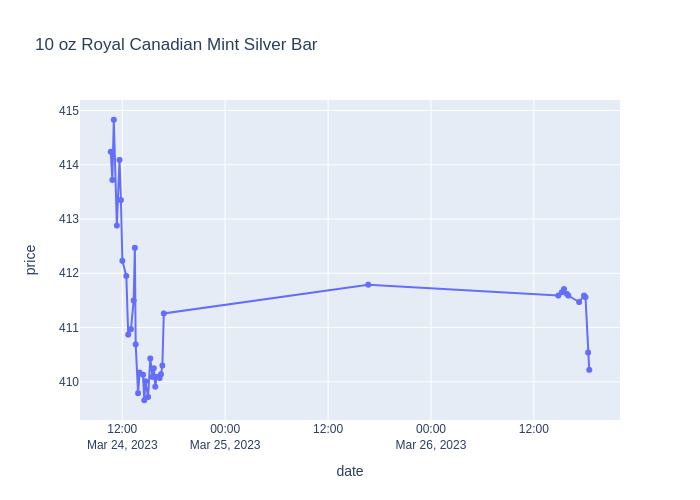 10 oz Royal Canadian Mint Silver Bar
415
414
413
412
411
410
price
12:00 00:00 12:00 00:00 12:00
Mar 24, 2023 Mar 25, 2023 Mar 26, 2023
date